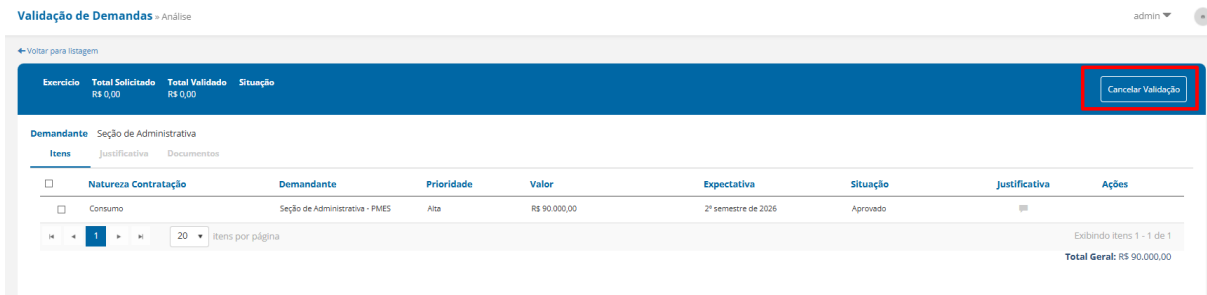 Validação de Demandas » Análise admin
Voltar para listagem
Exercício Total Solicitado Total Validado Situação
R$ 0,00 R$ 0,00
Cancelar Validação
Demandante Seção de Administrativa
Itens Justificativa Documentos
Natureza Contratação Demandante Prioridade Valor Expectativa Situação Justificativa Ações
Consumo Seção de Administrativa - PMES Alta R$ 90.000,00 2º semestre de 2026 Aprovado
1 20 itens por página Exibindo itens 1 - 1 de 1
Total Geral: R$ 90.000,00